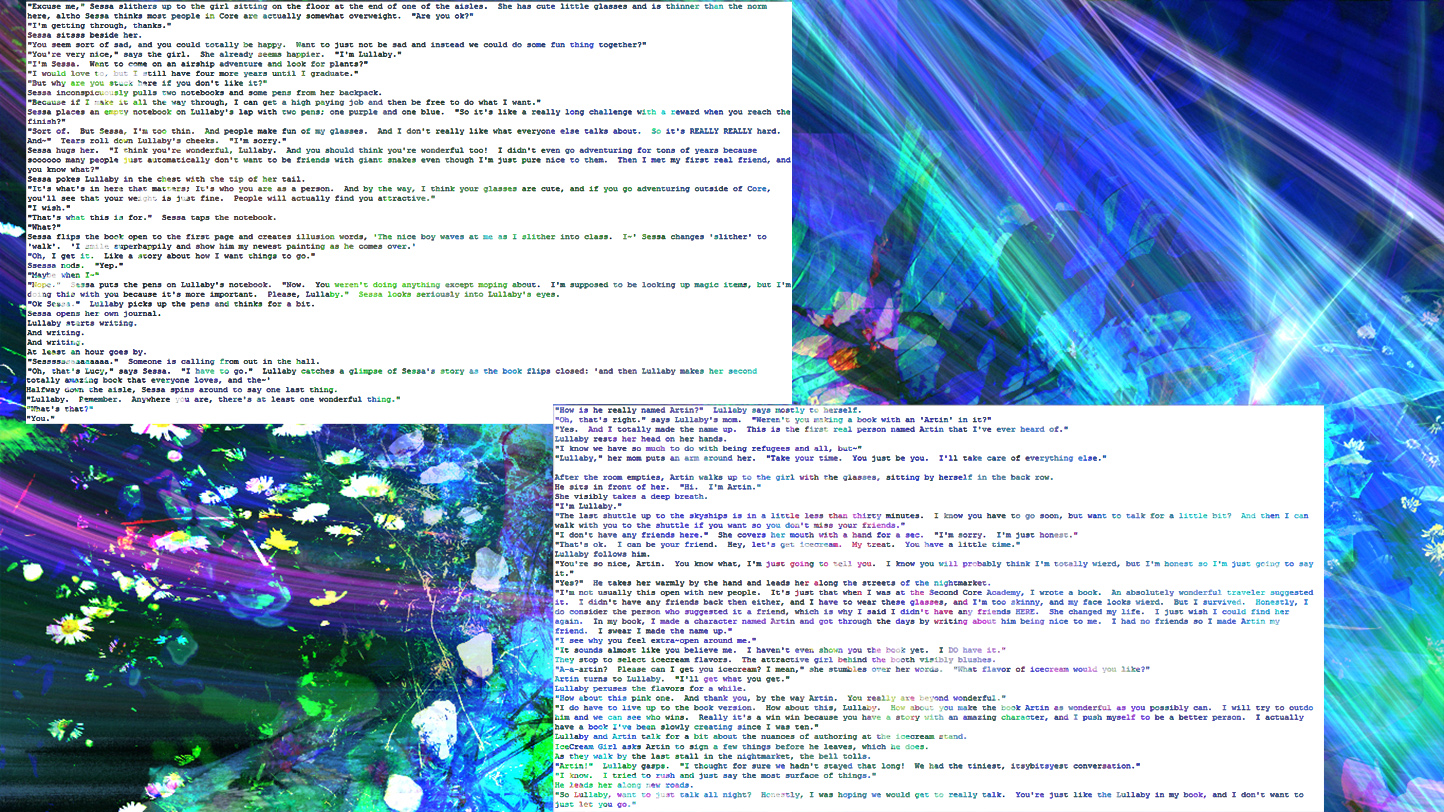 "Excuse me," Sessa slithers up to the girl sitting on the floor at the end of one of the aisles.  She has cute little glasses and is thinner than the norm
here, altho Sessa thinks most people in Core are actually somewhat overweight.  "Are you ok?"
"I'm getting through, thanks."
Sessa sitsss beside her.
"You seem sort of sad, and you could totally be happy.  Want to just not be sad and instead we could do some fun thing together?"
"You're very nice," says the girl.  She already seems happier.  "I'm Lullaby."
"I'm Sessa.  Want to come on an airship adventure and look for plants?"
"I would love to, but I still have four more years until I graduate."
"But why are you stuck here if you don't like it?"
Sessa inconspicuously pulls two notebooks and some pens from her backpack.
"Because if I make it all the way through, I can get a high paying job and then be free to do what I want."
Sessa places an empty notebook on Lullaby's lap with two pens; one purple and one blue.  "So it's like a really long challenge with a reward when you reach the
finish?"
"Sort of.  But Sessa, I'm too thin.  And people make fun of my glasses.  And I don't really like what everyone else talks about.  So it's REALLY REALLY hard.
And~"  Tears roll down Lullaby's cheeks.  "I'm sorry."
Sessa hugs her.  "I think you're wonderful, Lullaby.  And you should think you're wonderful too!  I didn't even go adventuring for tons of years because
soooooo many people just automatically don't want to be friends with giant snakes even though I'm just pure nice to them.  Then I met my first real friend, and
you know what?"
Sessa pokes Lullaby in the chest with the tip of her tail.
"It's what's in here that matters; It's who you are as a person.  And by the way, I think your glasses are cute, and if you go adventuring outside of Core,
you'll see that your weight is just fine.  People will actually find you attractive."
"I wish."
"That's what this is for."  Sessa taps the notebook.
"What?"
Sessa flips the book open to the first page and creates illusion words, 'The nice boy waves at me as I slither into class.  I~' Sessa changes 'slither' to
'walk'.  'I smile superhappily and show him my newest painting as he comes over.'
"Oh, I get it.  Like a story about how I want things to go."
Ssessa nods.  "Yep."
"Maybe when I~"
"Nope."  Sessa puts the pens on Lullaby's notebook.  "Now.  You weren't doing anything except moping about.  I'm supposed to be looking up magic items, but I'm
doing this with you because it's more important.  Please, Lullaby."  Sessa looks seriously into Lullaby's eyes.
"Ok Sessa."  Lullaby picks up the pens and thinks for a bit.
Sessa opens her own journal.
Lullaby starts writing.
And writing.
And writing.
At least an hour goes by.
"Sesssssaaaaaaaa."  Someone is calling from out in the hall.
"Oh, that's Lucy," says Sessa.  "I have to go."  Lullaby catches a glimpse of Sessa's story as the book flips closed: 'and then Lullaby makes her second
totally amazing book that everyone loves, and the~'
Halfway down the aisle, Sessa spins around to say one last thing.
"Lullaby.  Remember.  Anywhere you are, there's at least one wonderful thing."
"What's that?"
"You."
"How is he really named Artin?"  Lullaby says mostly to herself.
"Oh, that's right," says Lullaby's mom.  "Weren't you making a book with an 'Artin' in it?"
"Yes.  And I totally made the name up.  This is the first real person named Artin that I've ever heard of."
Lullaby rests her head on her hands.
"I know we have so much to do with being refugees and all, but~"
"Lullaby," her mom puts an arm around her.  "Take your time.  You just be you.  I'll take care of everything else."
After the room empties, Artin walks up to the girl with the glasses, sitting by herself in the back row.
He sits in front of her.  "Hi.  I'm Artin."
She visibly takes a deep breath.
"I'm Lullaby."
"The last shuttle up to the skyships is in a little less than thirty minutes.  I know you have to go soon, but want to talk for a little bit?  And then I can
walk with you to the shuttle if you want so you don't miss your friends."
"I don't have any friends here."  She covers her mouth with a hand for a sec.  "I'm sorry.  I'm just honest."
"That's ok.  I can be your friend.  Hey, let's get icecream.  My treat.  You have a little time."
Lullaby follows him.
"You're so nice, Artin.  You know what, I'm just going to tell you.  I know you will probably think I'm totally wierd, but I'm honest so I'm just going to say
it."
"Yes?"  He takes her warmly by the hand and leads her along the streets of the nightmarket.
"I'm not usually this open with new people.  It's just that when I was at the Second Core Academy, I wrote a book.  An absolutely wonderful traveler suggested
it.  I didn't have any friends back then either, and I have to wear these glasses, and I'm too skinny, and my face looks wierd.  But I survived.  Honestly, I
do consider the person who suggested it a friend, which is why I said I didn't have any friends HERE.  She changed my life.  I just wish I could find her
again.  In my book, I made a character named Artin and got through the days by writing about him being nice to me.  I had no friends so I made Artin my
friend.  I swear I made the name up."
"I see why you feel extra~open around me."
"It sounds almost like you believe me.  I haven't even shown you the book yet.  I DO have it."
They stop to select icecream flavors.  The attractive girl behind the booth visibly blushes.
"A~a~artin?  Please can I get you icecream? I mean," she stumbles over her words.  "What flavor of icecream would you like?"
Artin turns to Lullaby.  "I'll get what you get."
Lullaby peruses the flavors for a while.
"How about this pink one.  And thank you, by the way Artin.  You really are beyond wonderful."
"I do have to live up to the book version.  How about this, Lullaby.  How about you make the book Artin as wonderful as you possibly can.  I will try to outdo
him and we can see who wins.  Really it's a win win because you have a story with an amazing character, and I push myself to be a better person.  I actually
have a book I've been slowly creating since I was ten."
Lullaby and Artin talk for a bit about the nuances of authoring at the icecream stand.
IceCream Girl asks Artin to sign a few things before he leaves, which he does.
As they walk by the last stall in the nightmarket, the bell tolls.
"Artin!"  Lullaby gasps.  "I thought for sure we hadn't stayed that long!  We had the tiniest, itsybitsyest conversation."
"I know.  I tried to rush and just say the most surface of things."
He leads her along new roads.
"So Lullaby, want to just talk all night?  Honestly, I was hoping we would get to really talk.  You're just like the Lullaby in my book, and I don't want to
just let you go."